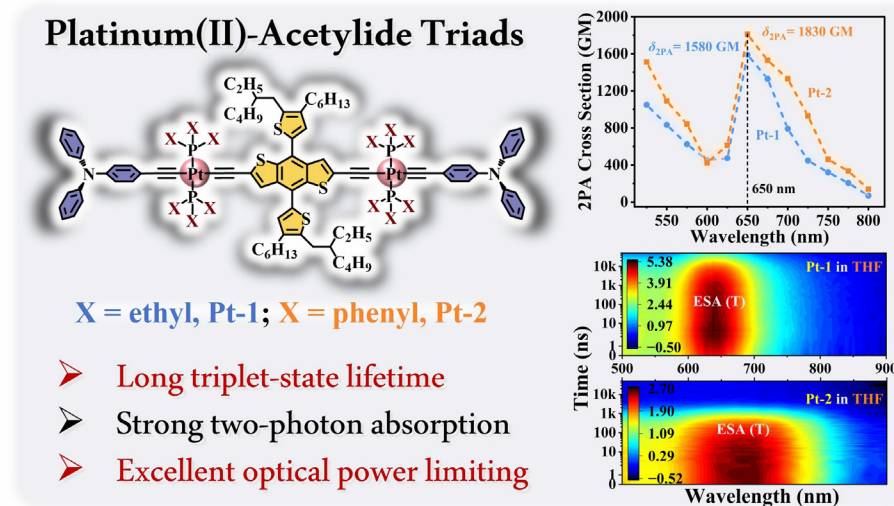 Platinum(II)-Acetylide Triads
C₂H₅
C₄H₉
C₆H₁₃
S
X X X
P
X X X
P
S
N
Pt
Pt
N
S
P
X X X
P
X X X
S
C₆H₁₃
C₂H₅
C₄H₉
X = ethyl, Pt-1; X = phenyl, Pt-2
➢ Long triplet-state lifetime
➢ Strong two-photon absorption
➢ Excellent optical power limiting
2PA Cross Section (GM)
2000
1600
1200
800
400
0
δ2PA= 1580 GM
δ2PA= 1830 GM
Pt-2
Pt-1
650 nm
550 600 650 700 750 800
Wavelength (nm)
Time (ns)
10k
1k
100
10
1
0
5.38
3.91
2.44
0.97
−0.50
ESA (T)
Pt-1 in THF
500 600 700 800 900
10k
1k
100
10
1
0
2.70
1.90
1.09
0.29
−0.52
ESA (T)
Pt-2 in THF
Wavelength (nm)